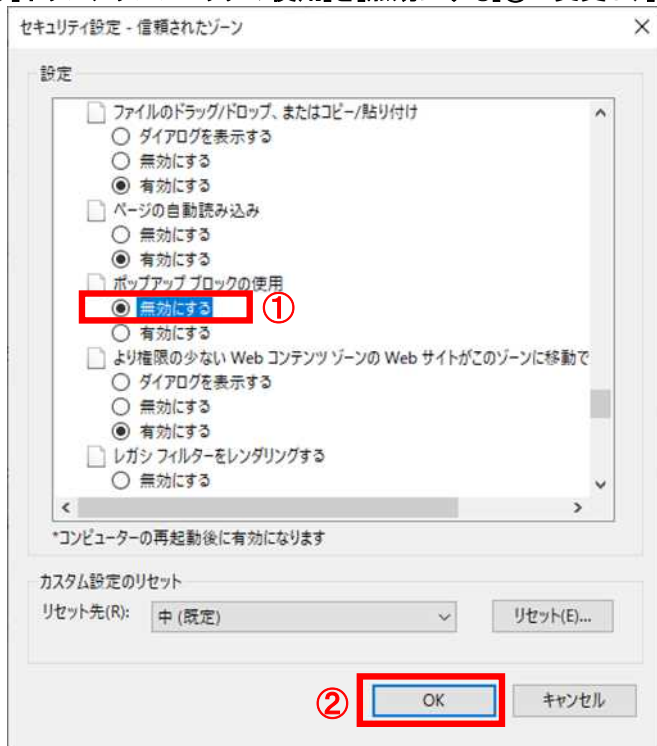 セキュリティ設定 - 信頼されたゾーン
設定
ファイルのドラッグ/ドロップ、またはコピー/貼り付け
ダイアログを表示する
無効にする
有効にする
ページの自動読み込み
無効にする
有効にする
ポップアップ ブロックの使用
無効にする ①
有効にする
より権限の少ない Web コンテンツ ゾーンの Web サイトがこのゾーンに移動で
ダイアログを表示する
無効にする
有効にする
レガシ フィルターをレンダリングする
無効にする
*コンピューターの再起動後に有効になります
カスタム設定のリセット
リセット先(R): 中 (既定) リセット(E)...
② OK キャンセル